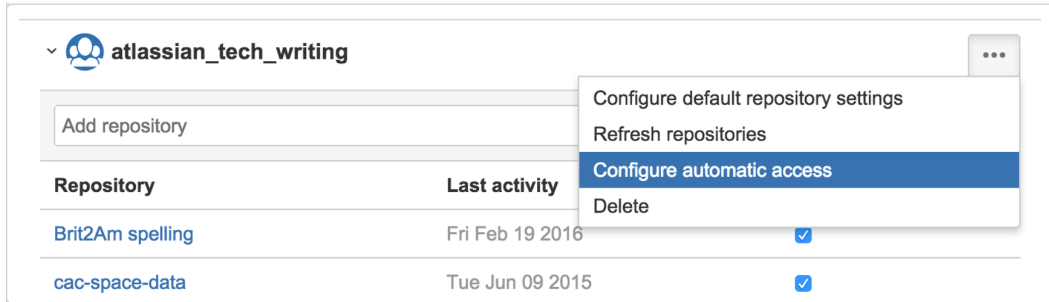 atlassian_tech_writing
Configure default repository settings
Add repository
Refresh repositories
Configure automatic access
Repository Last activity
Delete
Brit2Am spelling Fri Feb 19 2016
cac-space-data Tue Jun 09 2015